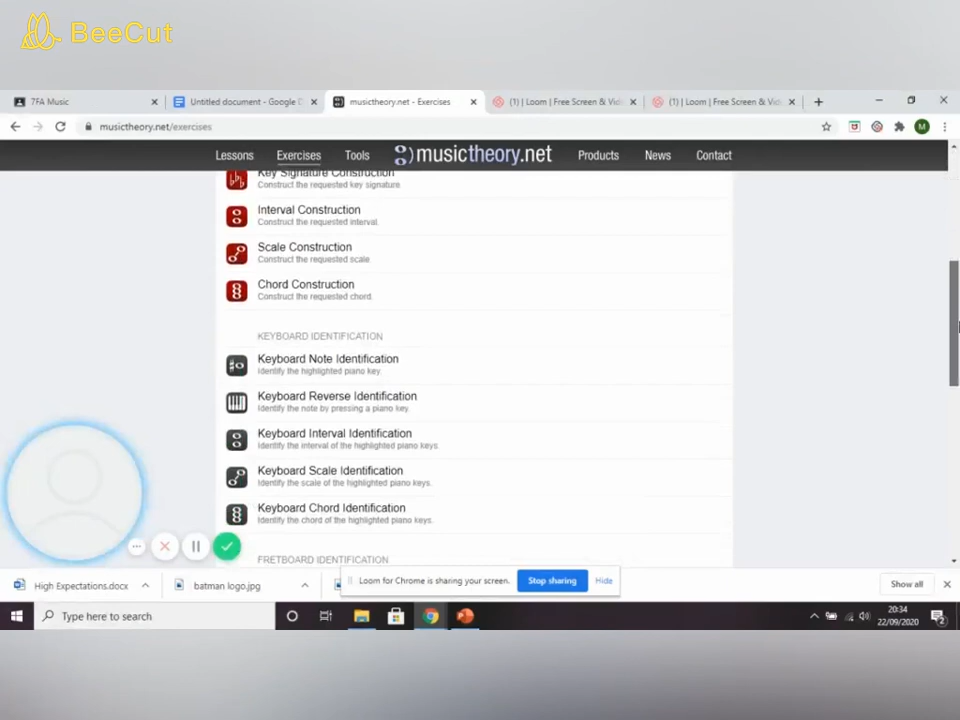 BeeCut
7FA Music
Untitled document - Google D
musictheory.net - Exercises
(1) | Loom | Free Screen & Vid
(1) | Loom | Free Screen & Vid
musictheory.net/exercises
M
Lessons Exercises Tools musictheory.net Products News Contact
Key Signature Construction
Construct the requested key signature.
Interval Construction
Construct the requested interval.
Scale Construction
Construct the requested scale.
Chord Construction
Construct the requested chord.
KEYBOARD IDENTIFICATION
Keyboard Note Identification
Identify the highlighted piano key.
Keyboard Reverse Identification
Identify the note by pressing a piano key.
Keyboard Interval Identification
Identify the interval of the highlighted piano keys.
Keyboard Scale Identification
Identify the scale of the highlighted piano keys.
Keyboard Chord Identification
Identify the chord of the highlighted piano keys.
FRETBOARD IDENTIFICATION
Loom for Chrome is sharing your screen. Stop sharing Hide
High Expectations.docx batman logo.jpg Show all
Type here to search
20:34
22/09/2020
2